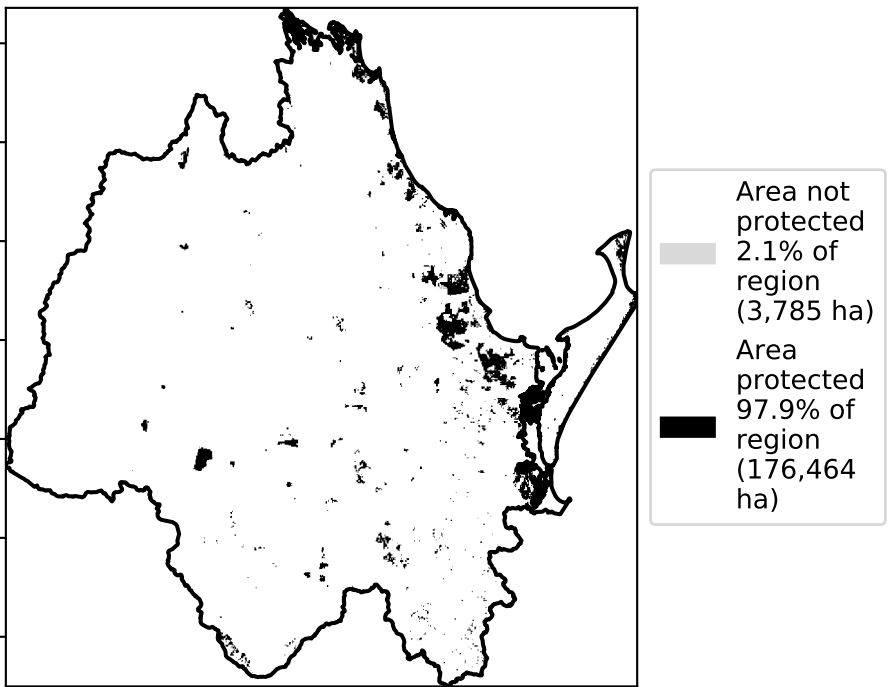 Area not
protected
2.1% of
region
(3,785 ha)
Area
protected
97.9% of
region
(176,464
ha)